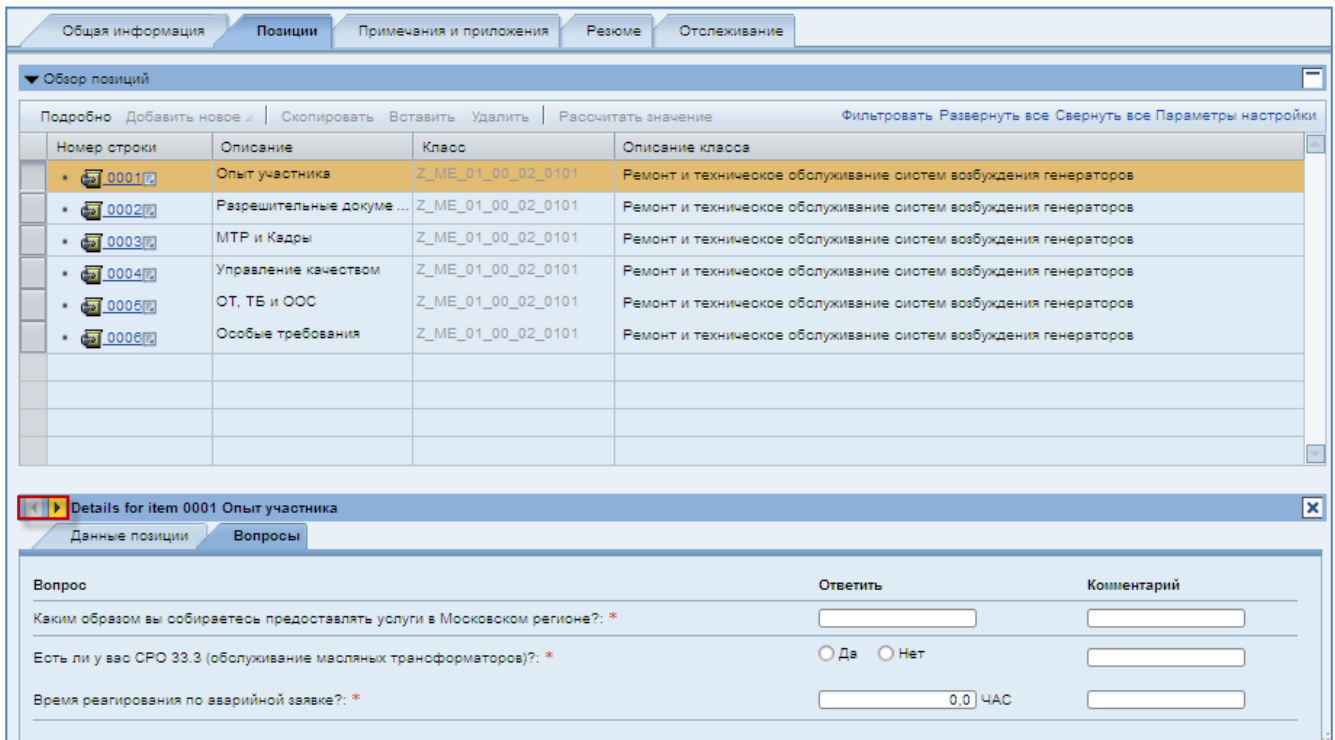 Общая информация Позиции Примечания и приложения Резюме Отслеживание
Обзор позиций
Подробно Добавить новое Скопировать Вставить Удалить Рассчитать значение Фильтровать Развернуть все Свернуть все Параметры настройки
Номер строки Описание Класс Описание класса
0001 Опыт участника Z_ME_01_00_02_0101 Ремонт и техническое обслуживание систем возбуждения генераторов
0002 Разрешительные докуме ... Z_ME_01_00_02_0101 Ремонт и техническое обслуживание систем возбуждения генераторов
0003 МТР и Кадры Z_ME_01_00_02_0101 Ремонт и техническое обслуживание систем возбуждения генераторов
0004 Управление качеством Z_ME_01_00_02_0101 Ремонт и техническое обслуживание систем возбуждения генераторов
0005 ОТ, ТБ и ООС Z_ME_01_00_02_0101 Ремонт и техническое обслуживание систем возбуждения генераторов
0006 Особые требования Z_ME_01_00_02_0101 Ремонт и техническое обслуживание систем возбуждения генераторов
Details for item 0001 Опыт участника
Данные позиции Вопросы
Вопрос Ответить Комментарий
Каким образом вы собираетесь предоставлять услуги в Московском регионе?: *
Есть ли у вас СРО 33.3 (обслуживание масляных трансформаторов)?: * Да Нет
Время реагирования по аварийной заявке?: * 0,0 ЧАС